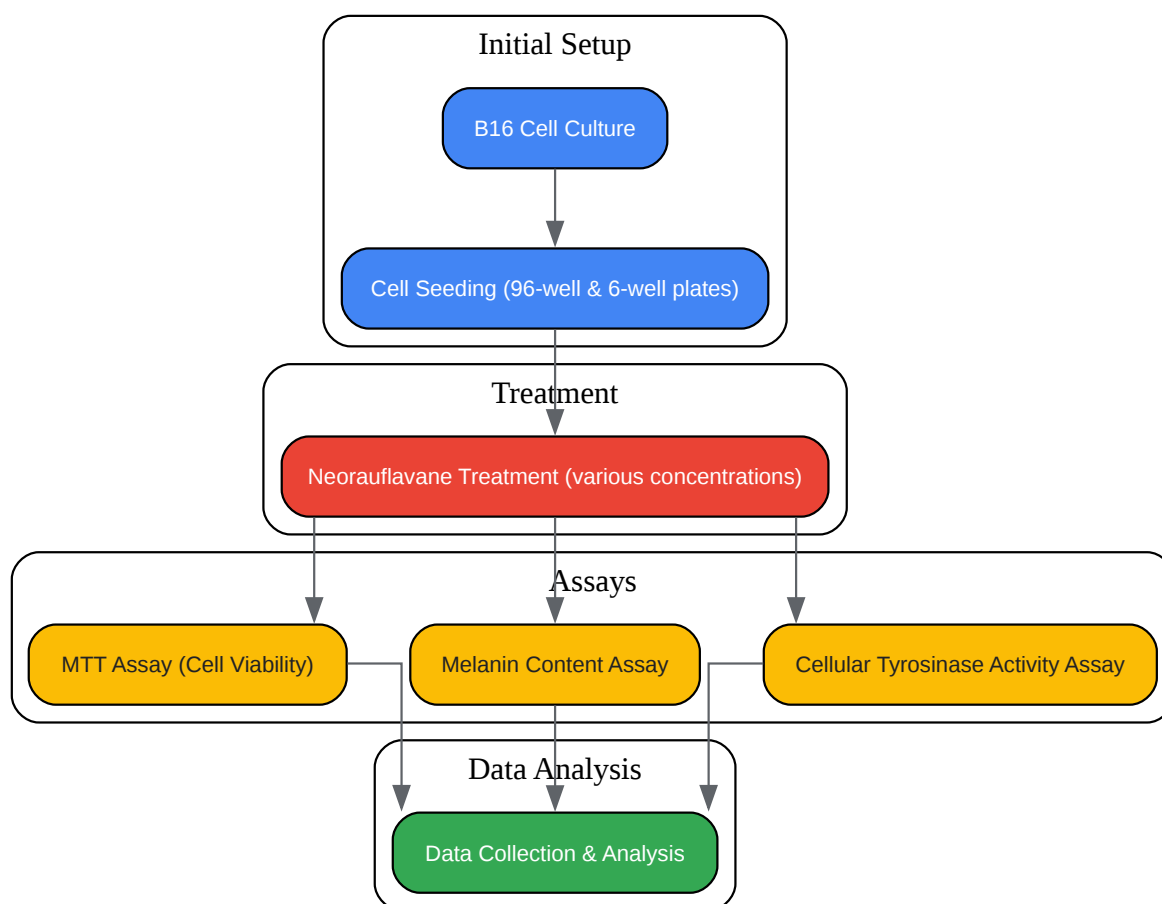 Initial Setup
B16 Cell Culture
Cell Seeding (96-well & 6-well plates)
Treatment
Neorauflavane Treatment (various concentrations)
Assays
MTT Assay (Cell Viability)
Melanin Content Assay
Cellular Tyrosinase Activity Assay
Data Analysis
Data Collection & Analysis